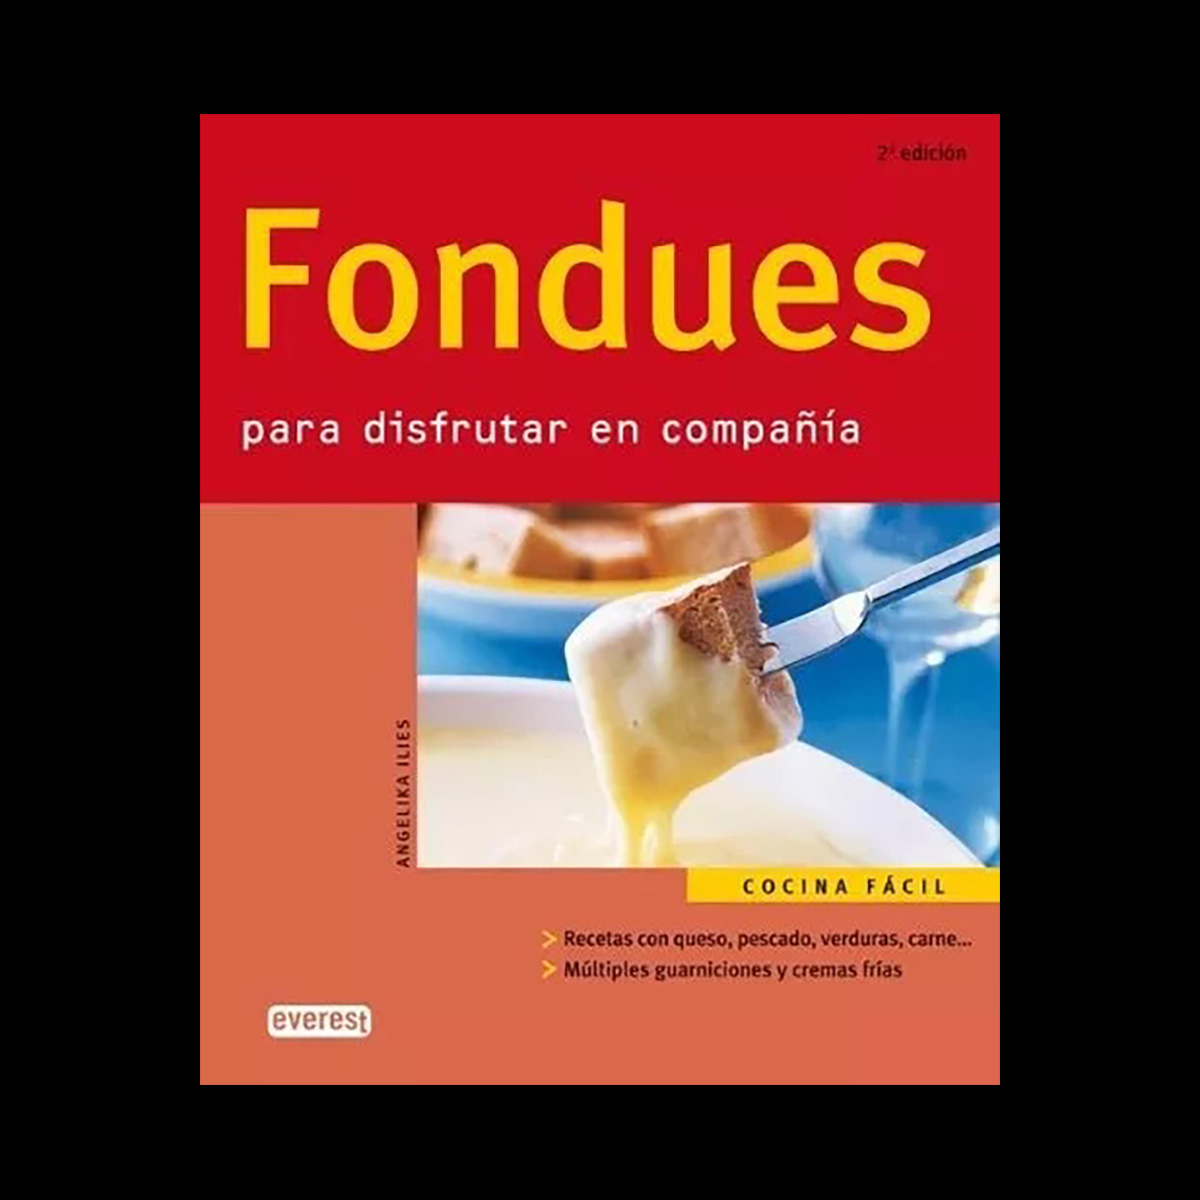 2ª edición
Fondues
para disfrutar en compañía
ANGELIKA ILIES
COCINA FÁCIL
> Recetas con queso, pescado, verduras, carne...
> Múltiples guarniciones y cremas frías
everest